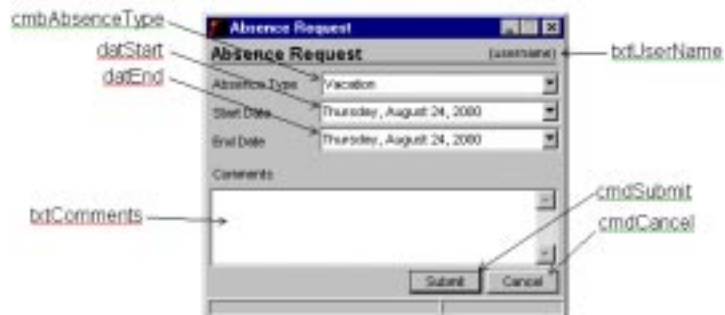 cmbAbsenceType
Absence Request
datStart
Absence Request
(username)
txtUserName
datEnd
Absence Type
Vacation
Start Date
Thursday, August 24, 2000
End Date
Thursday, August 24, 2000
Comments
cmdSubmit
txtComments
cmdCancel
Submit
Cancel